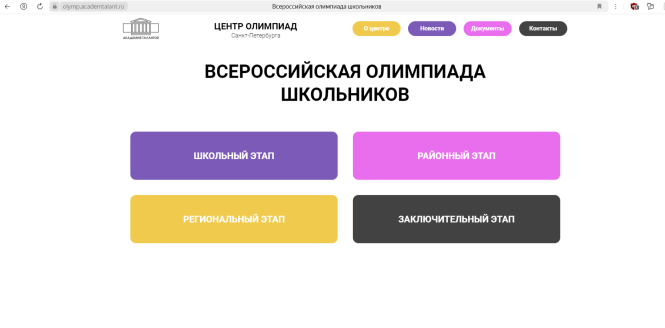 olymp.academtalant.ru
Всероссийская олимпиада школьников
АКАДЕМИЯ ТАЛАНТОВ
ЦЕНТР ОЛИМПИАД
Санкт-Петербурга
О центре
Новости
Документы
Контакты
ВСЕРОССИЙСКАЯ ОЛИМПИАДА
ШКОЛЬНИКОВ
ШКОЛЬНЫЙ ЭТАП
РАЙОННЫЙ ЭТАП
РЕГИОНАЛЬНЫЙ ЭТАП
ЗАКЛЮЧИТЕЛЬНЫЙ ЭТАП